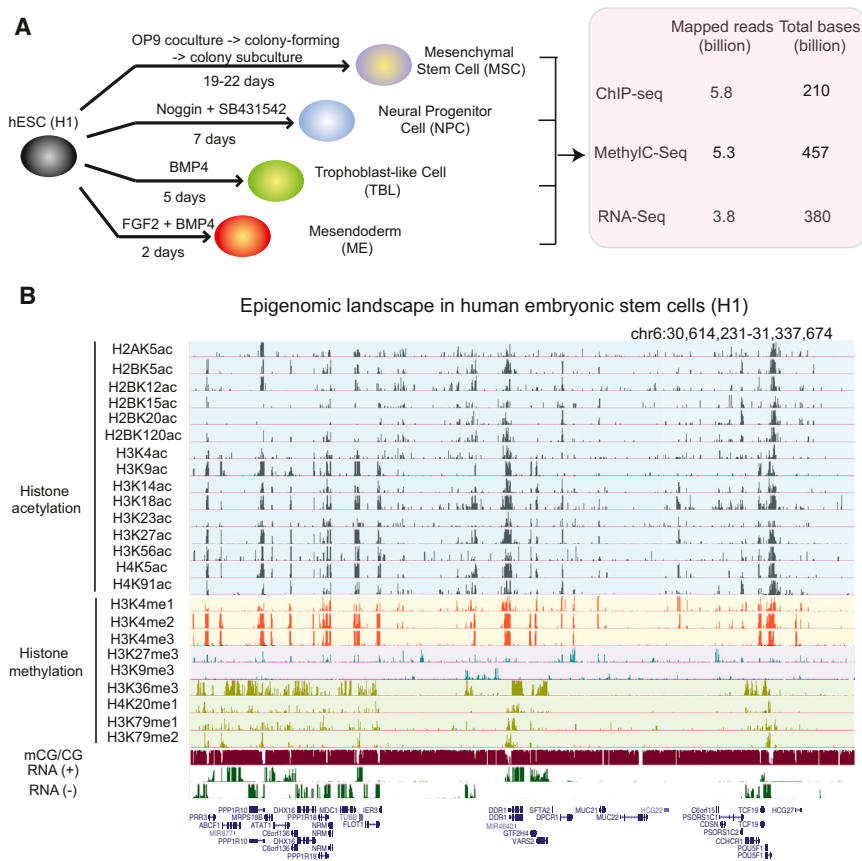 A
OP9 coculture -> colony-forming
-> colony subculture
19-22 days
Mesenchymal
Stem Cell (MSC)
hESC (H1)
Noggin + SB431542
7 days
Neural Progenitor
Cell (NPC)
BMP4
5 days
Trophoblast-like Cell
(TBL)
FGF2 + BMP4
2 days
Mesendoderm
(ME)
Mapped reads
(billion)
Total bases
(billion)
ChIP-seq 5.8 210
MethylC-Seq 5.3 457
RNA-Seq 3.8 380
B
Epigenomic landscape in human embryonic stem cells (H1)
chr6:30,614,231-31,337,674
Histone
acetylation
H2AK5ac
H2BK5ac
H2BK12ac
H2BK15ac
H2BK20ac
H2BK120ac
H3K4ac
H3K9ac
H3K14ac
H3K18ac
H3K23ac
H3K27ac
H3K56ac
H4K5ac
H4K91ac
Histone
methylation
H3K4me1
H3K4me2
H3K4me3
H3K27me3
H3K9me3
H3K36me3
H4K20me1
H3K79me1
H3K79me2
mCG/CG
RNA (+)
RNA (-)
PPP1R10 DHX16 MDC1 IER3 DDR1 SFTA2 MUC21 HCG22 C6orf15 TCF19 HCG27
PRR3 MRPS18B PPP1R18 TUBB DDR1 DPCR1 MUC22 PSORS1C1
ABCF1 ATAT1 NRM FLOT1 MIR4640 CDSN TCF19
MIR877 C6orf136 NRM GTF2H4 PSORS1C2
PPP1R10 DHX16 VARS2 CCHCR1
C6orf136 NRM POU5F1
PPP1R18 POU5F1